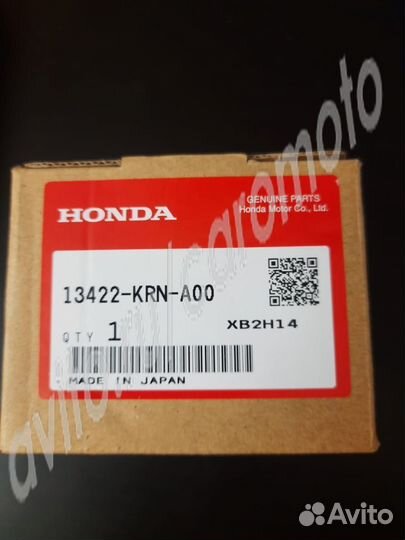 HONDA
GENUINE PARTS
Honda Motor Co., Ltd.
13422-KRN-A00
QTY 1
XB2H14
MADE IN JAPAN
Avito